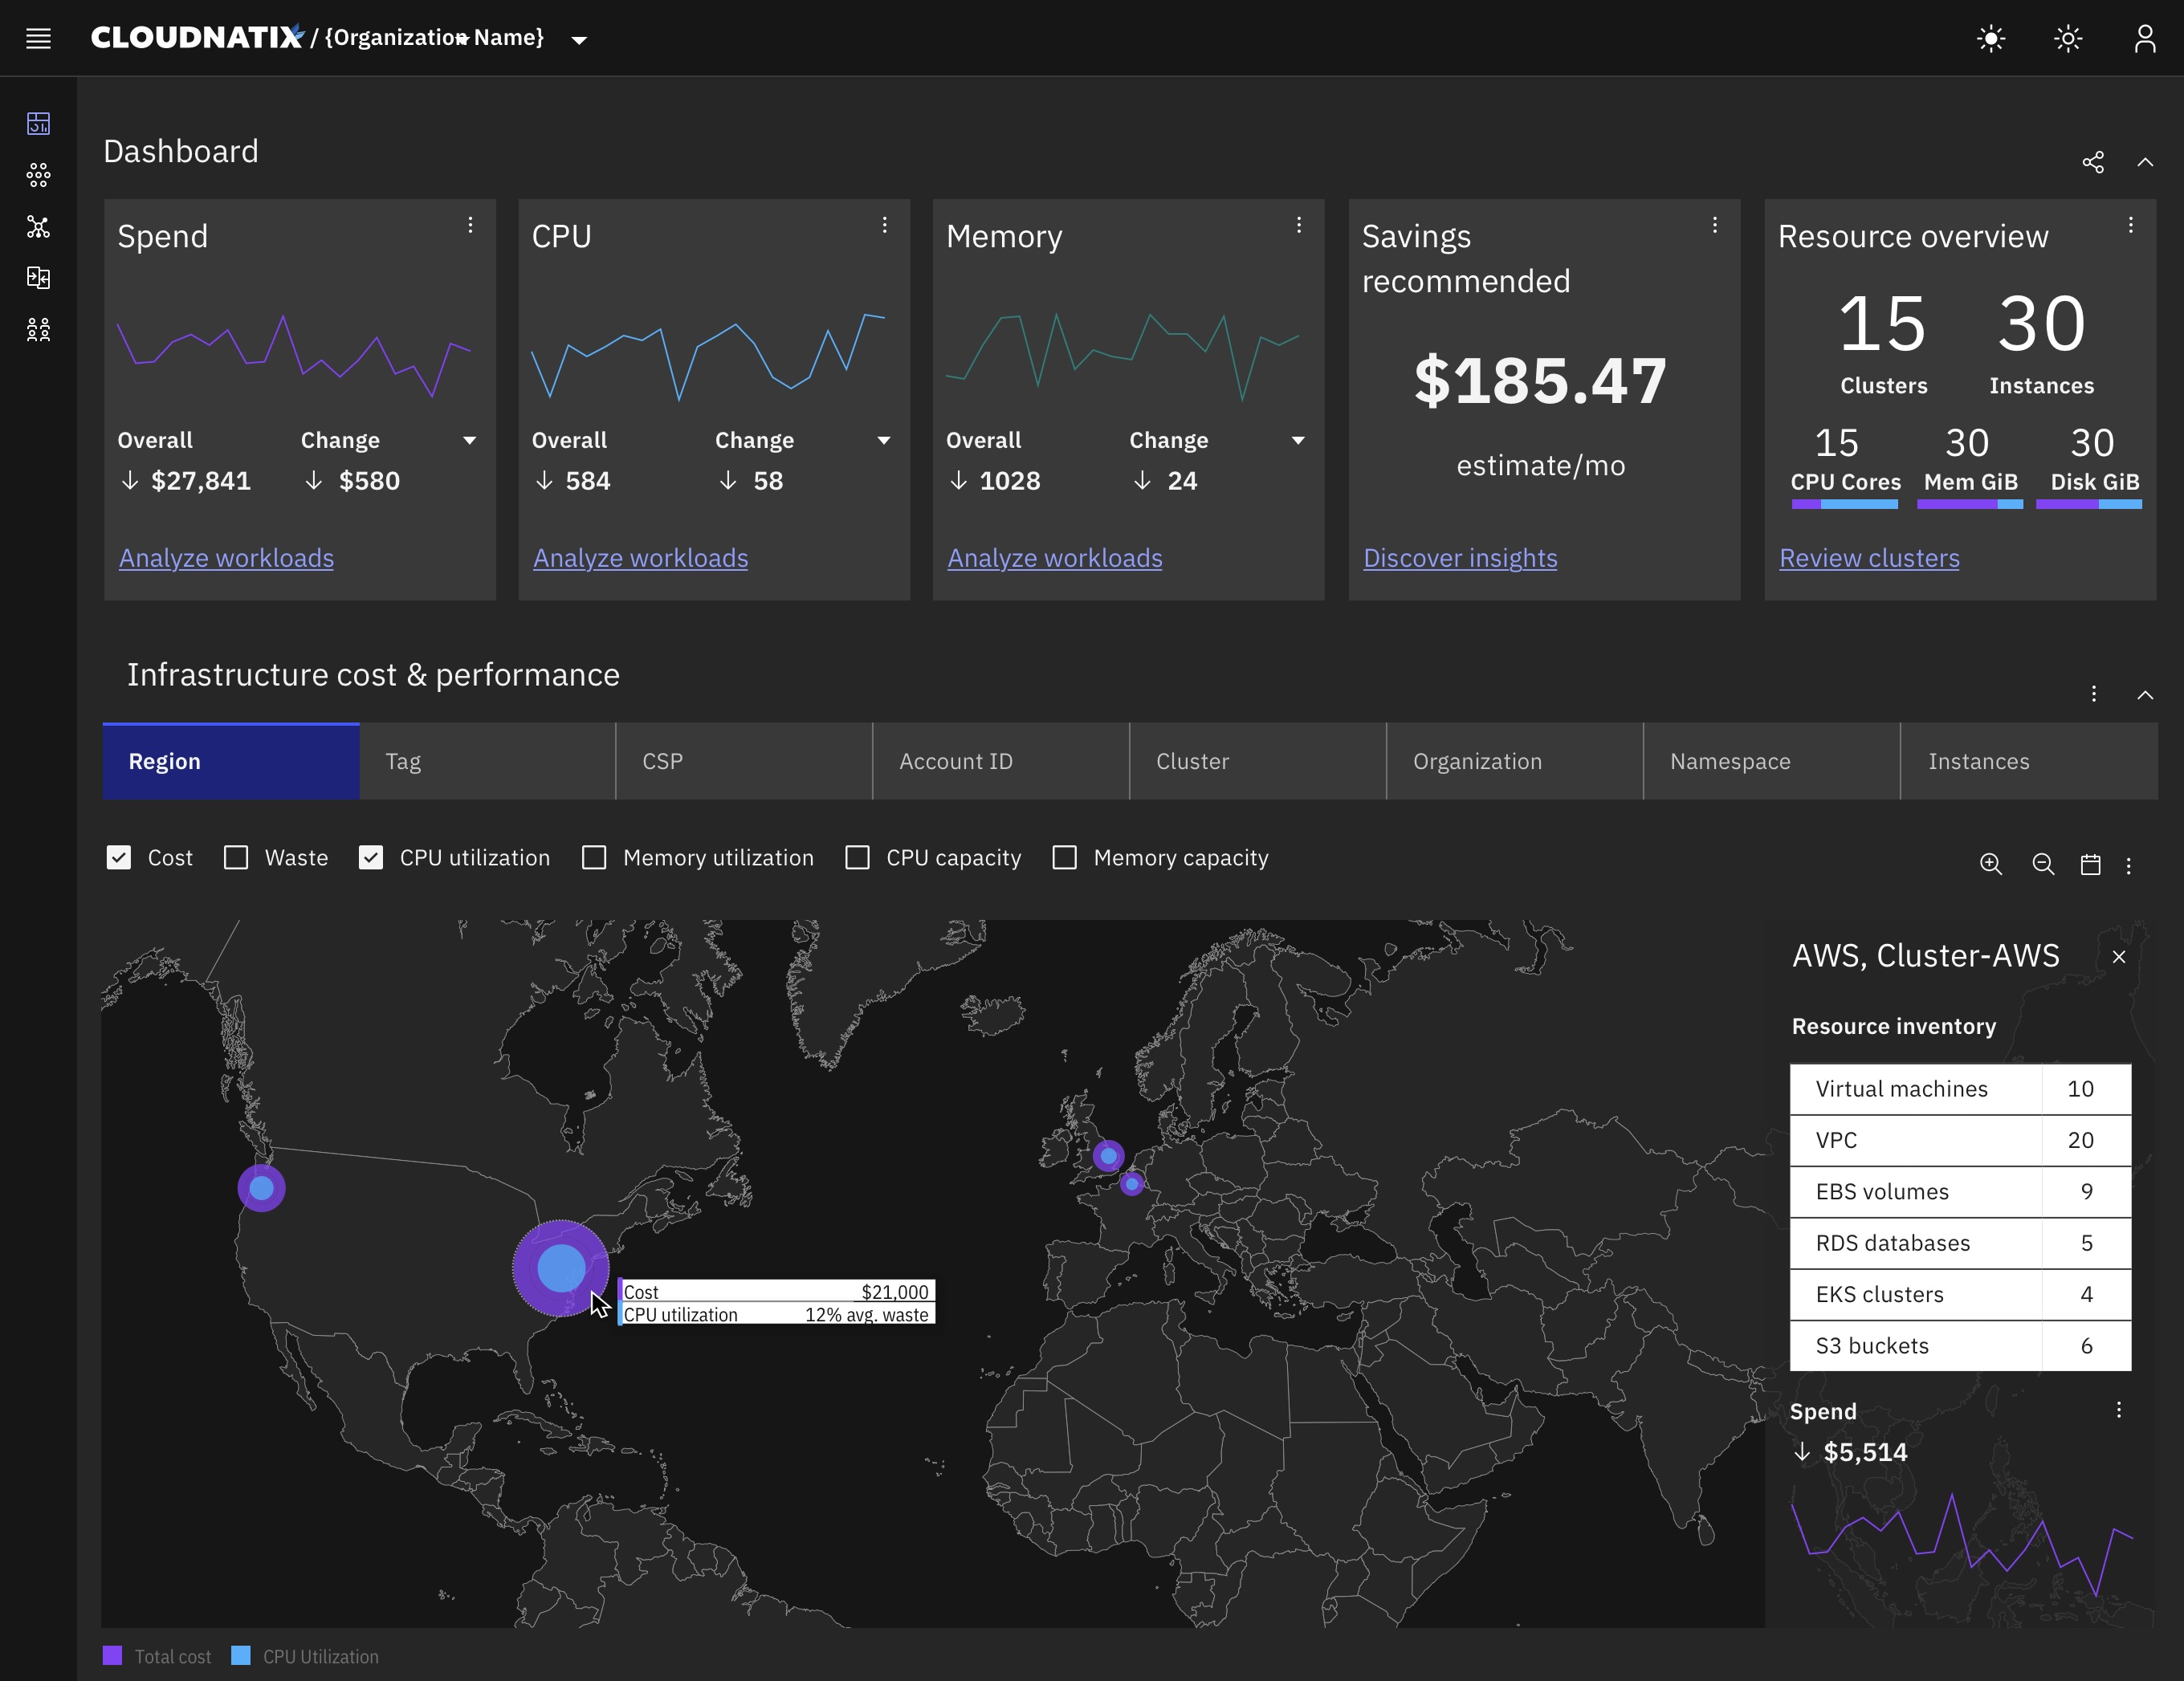 CLOUDNATIX / {Organization Name}
Dashboard
Spend
Overall Change
$27,841 $580
Analyze workloads
CPU
Overall Change
584 58
Analyze workloads
Memory
Overall Change
1028 24
Analyze workloads
Savings
recommended
$185.47
estimate/mo
Discover insights
Resource overview
15 30
Clusters Instances
15 30 30
CPU Cores Mem GiB Disk GiB
Review clusters
Infrastructure cost & performance
Region Tag CSP Account ID Cluster Organization Namespace Instances
Cost Waste CPU utilization Memory utilization CPU capacity Memory capacity
Cost $21,000
CPU utilization 12% avg. waste
AWS, Cluster-AWS
Resource inventory
Virtual machines 10
VPC 20
EBS volumes 9
RDS databases 5
EKS clusters 4
S3 buckets 6
Spend
$5,514
Total cost CPU Utilization